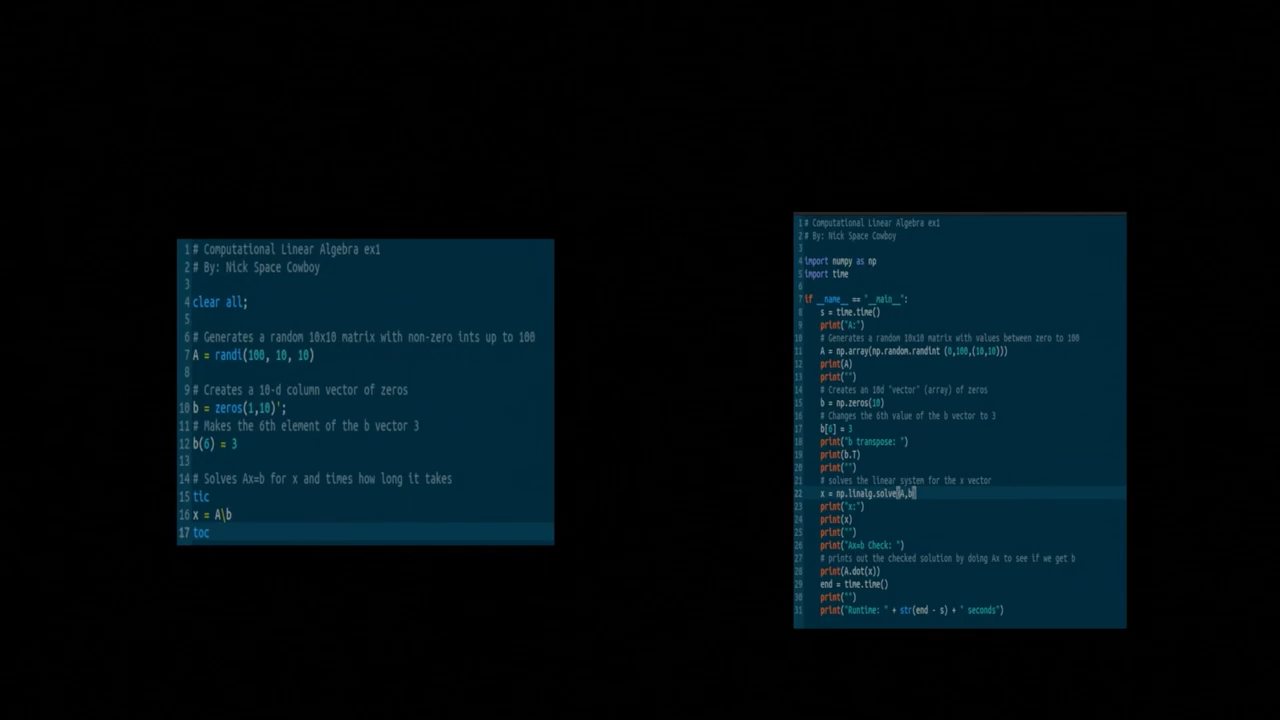 1 # Computational Linear Algebra ex1
2 # By: Nick Space Cowboy
3
4 clear all;
5
6 # Generates a random 10x10 matrix with non-zero ints up to 100
7 A = randi(100, 10, 10)
8
9 # Creates a 10-d column vector of zeros
10 b = zeros(1,10)';
11 # Makes the 6th element of the b vector 3
12 b(6) = 3
13
14 # Solves Ax=b for x and times how long it takes
15 tic
16 x = A\b
17 toc
1 # Computational Linear Algebra ex1
2 # By: Nick Space Cowboy
3
4 import numpy as np
5 import time
6
7 if __name__ == "__main__":
8 s = time.time()
9 print("A:")
10 # Generates a random 10x10 matrix with values between zero to 100
11 A = np.array(np.random.randint (0,100,(10,10)))
12 print(A)
13 print("")
14 # Creates an 10d "vector" (array) of zeros
15 b = np.zeros(10)
16 # Changes the 6th value of the b vector to 3
17 b[6] = 3
18 print("b transpose: ")
19 print(b.T)
20 print("")
21 # solves the linear system for the x vector
22 x = np.linalg.solve(A,b)
23 print("x:")
24 print(x)
25 print("")
26 print("Ax=b Check: ")
27 # prints out the checked solution by doing Ax to see if we get b
28 print(A.dot(x))
29 end = time.time()
30 print("")
31 print("Runtime: " + str(end - s) + " seconds")